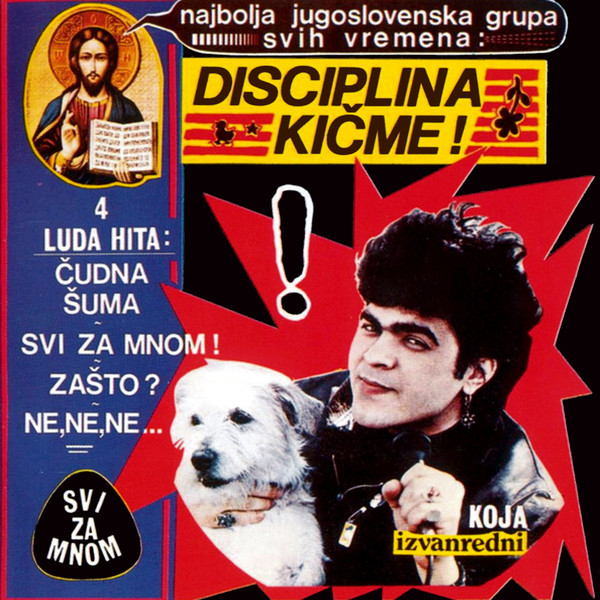 najbolja jugoslovenska grupa
svih vremena:
DISCIPLINA
KIČME!
4
LUDA HITA:
ČUDNA
ŠUMA
~
SVI ZA MNOM!
~
ZAŠTO?
~
NE,NE,NE...
SVI
ZA
MNOM
KOJA
izvanredni